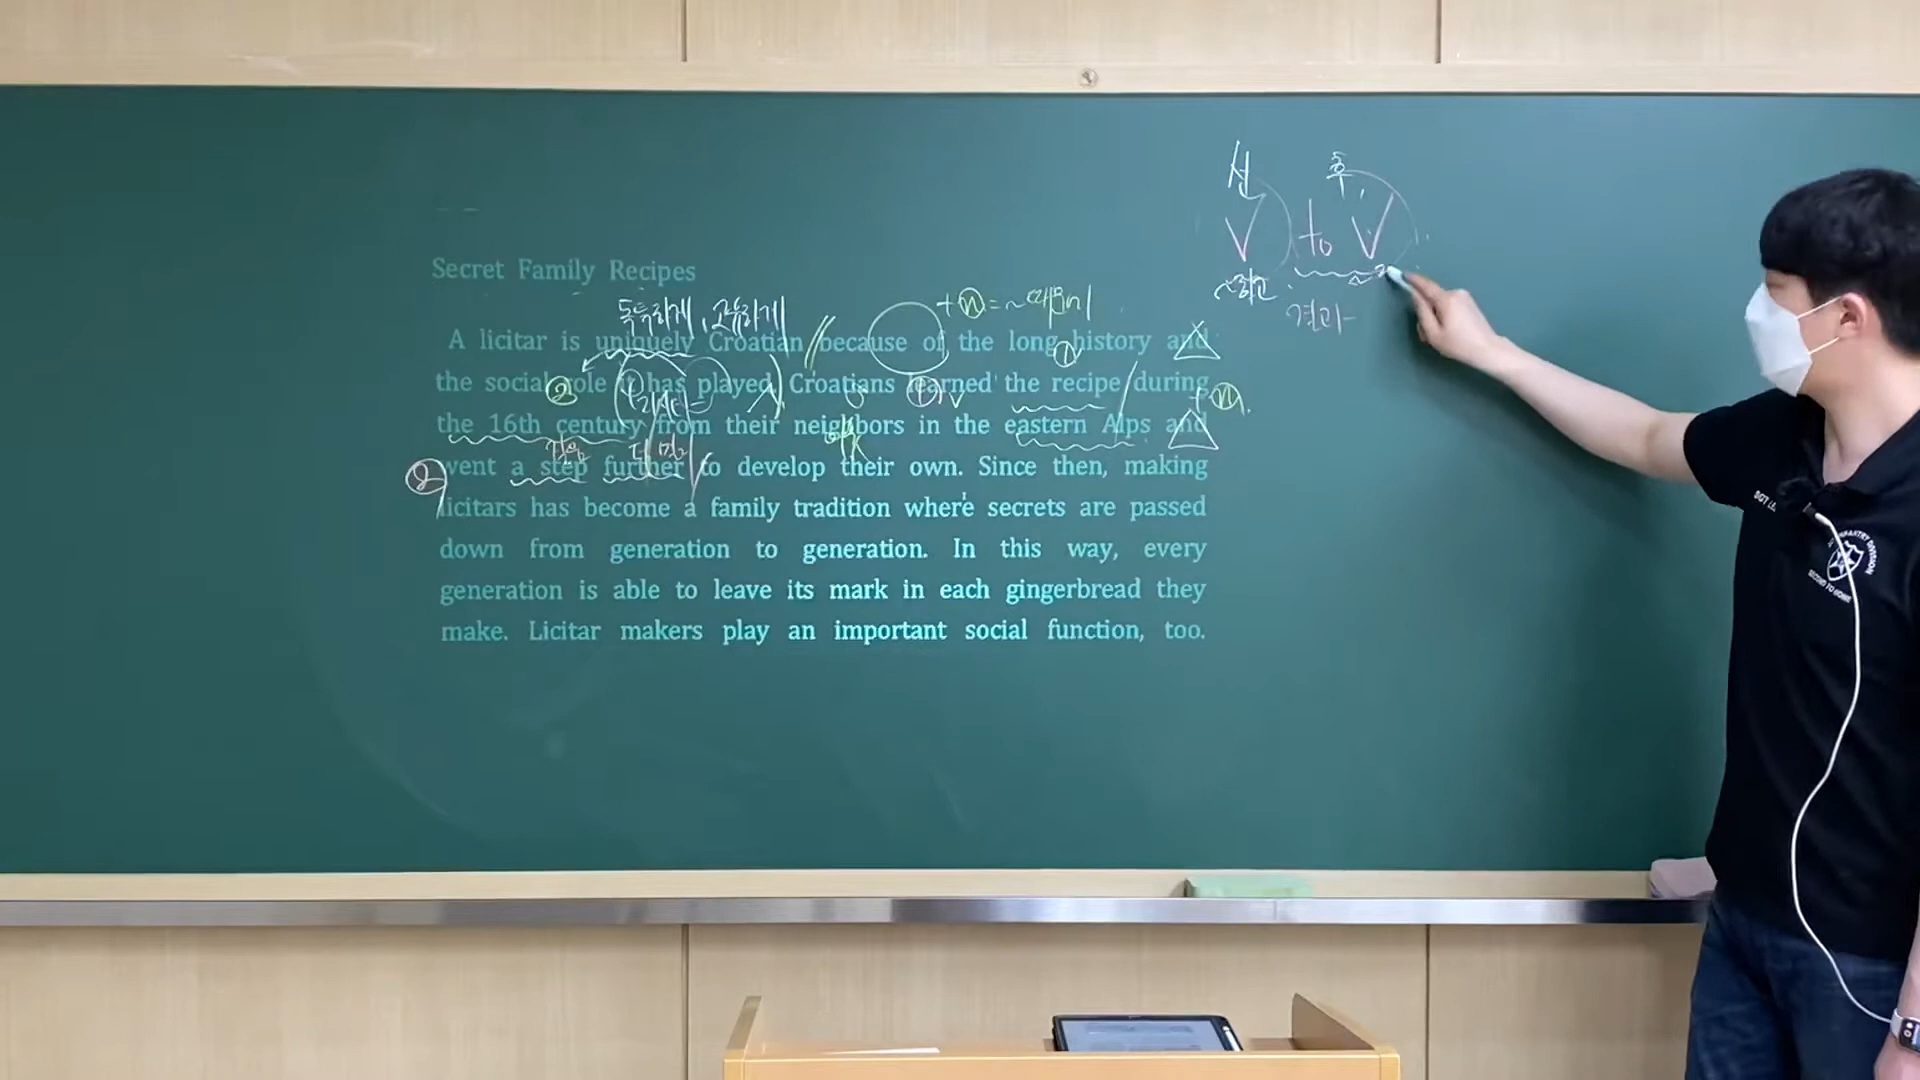 선 후
V to V
~하고
결과
Secret Family Recipes
독특하게, 고유하게
+ⓝ=~때문에
A licitar is uniquely Croatian because of the long history and
the social role it has played. Croatians learned the recipe during
the 16th century from their neighbors in the eastern Alps and
went a step further to develop their own. Since then, making
licitars has become a family tradition where secrets are passed
down from generation to generation. In this way, every
generation is able to leave its mark in each gingerbread they
make. Licitar makers play an important social function, too.